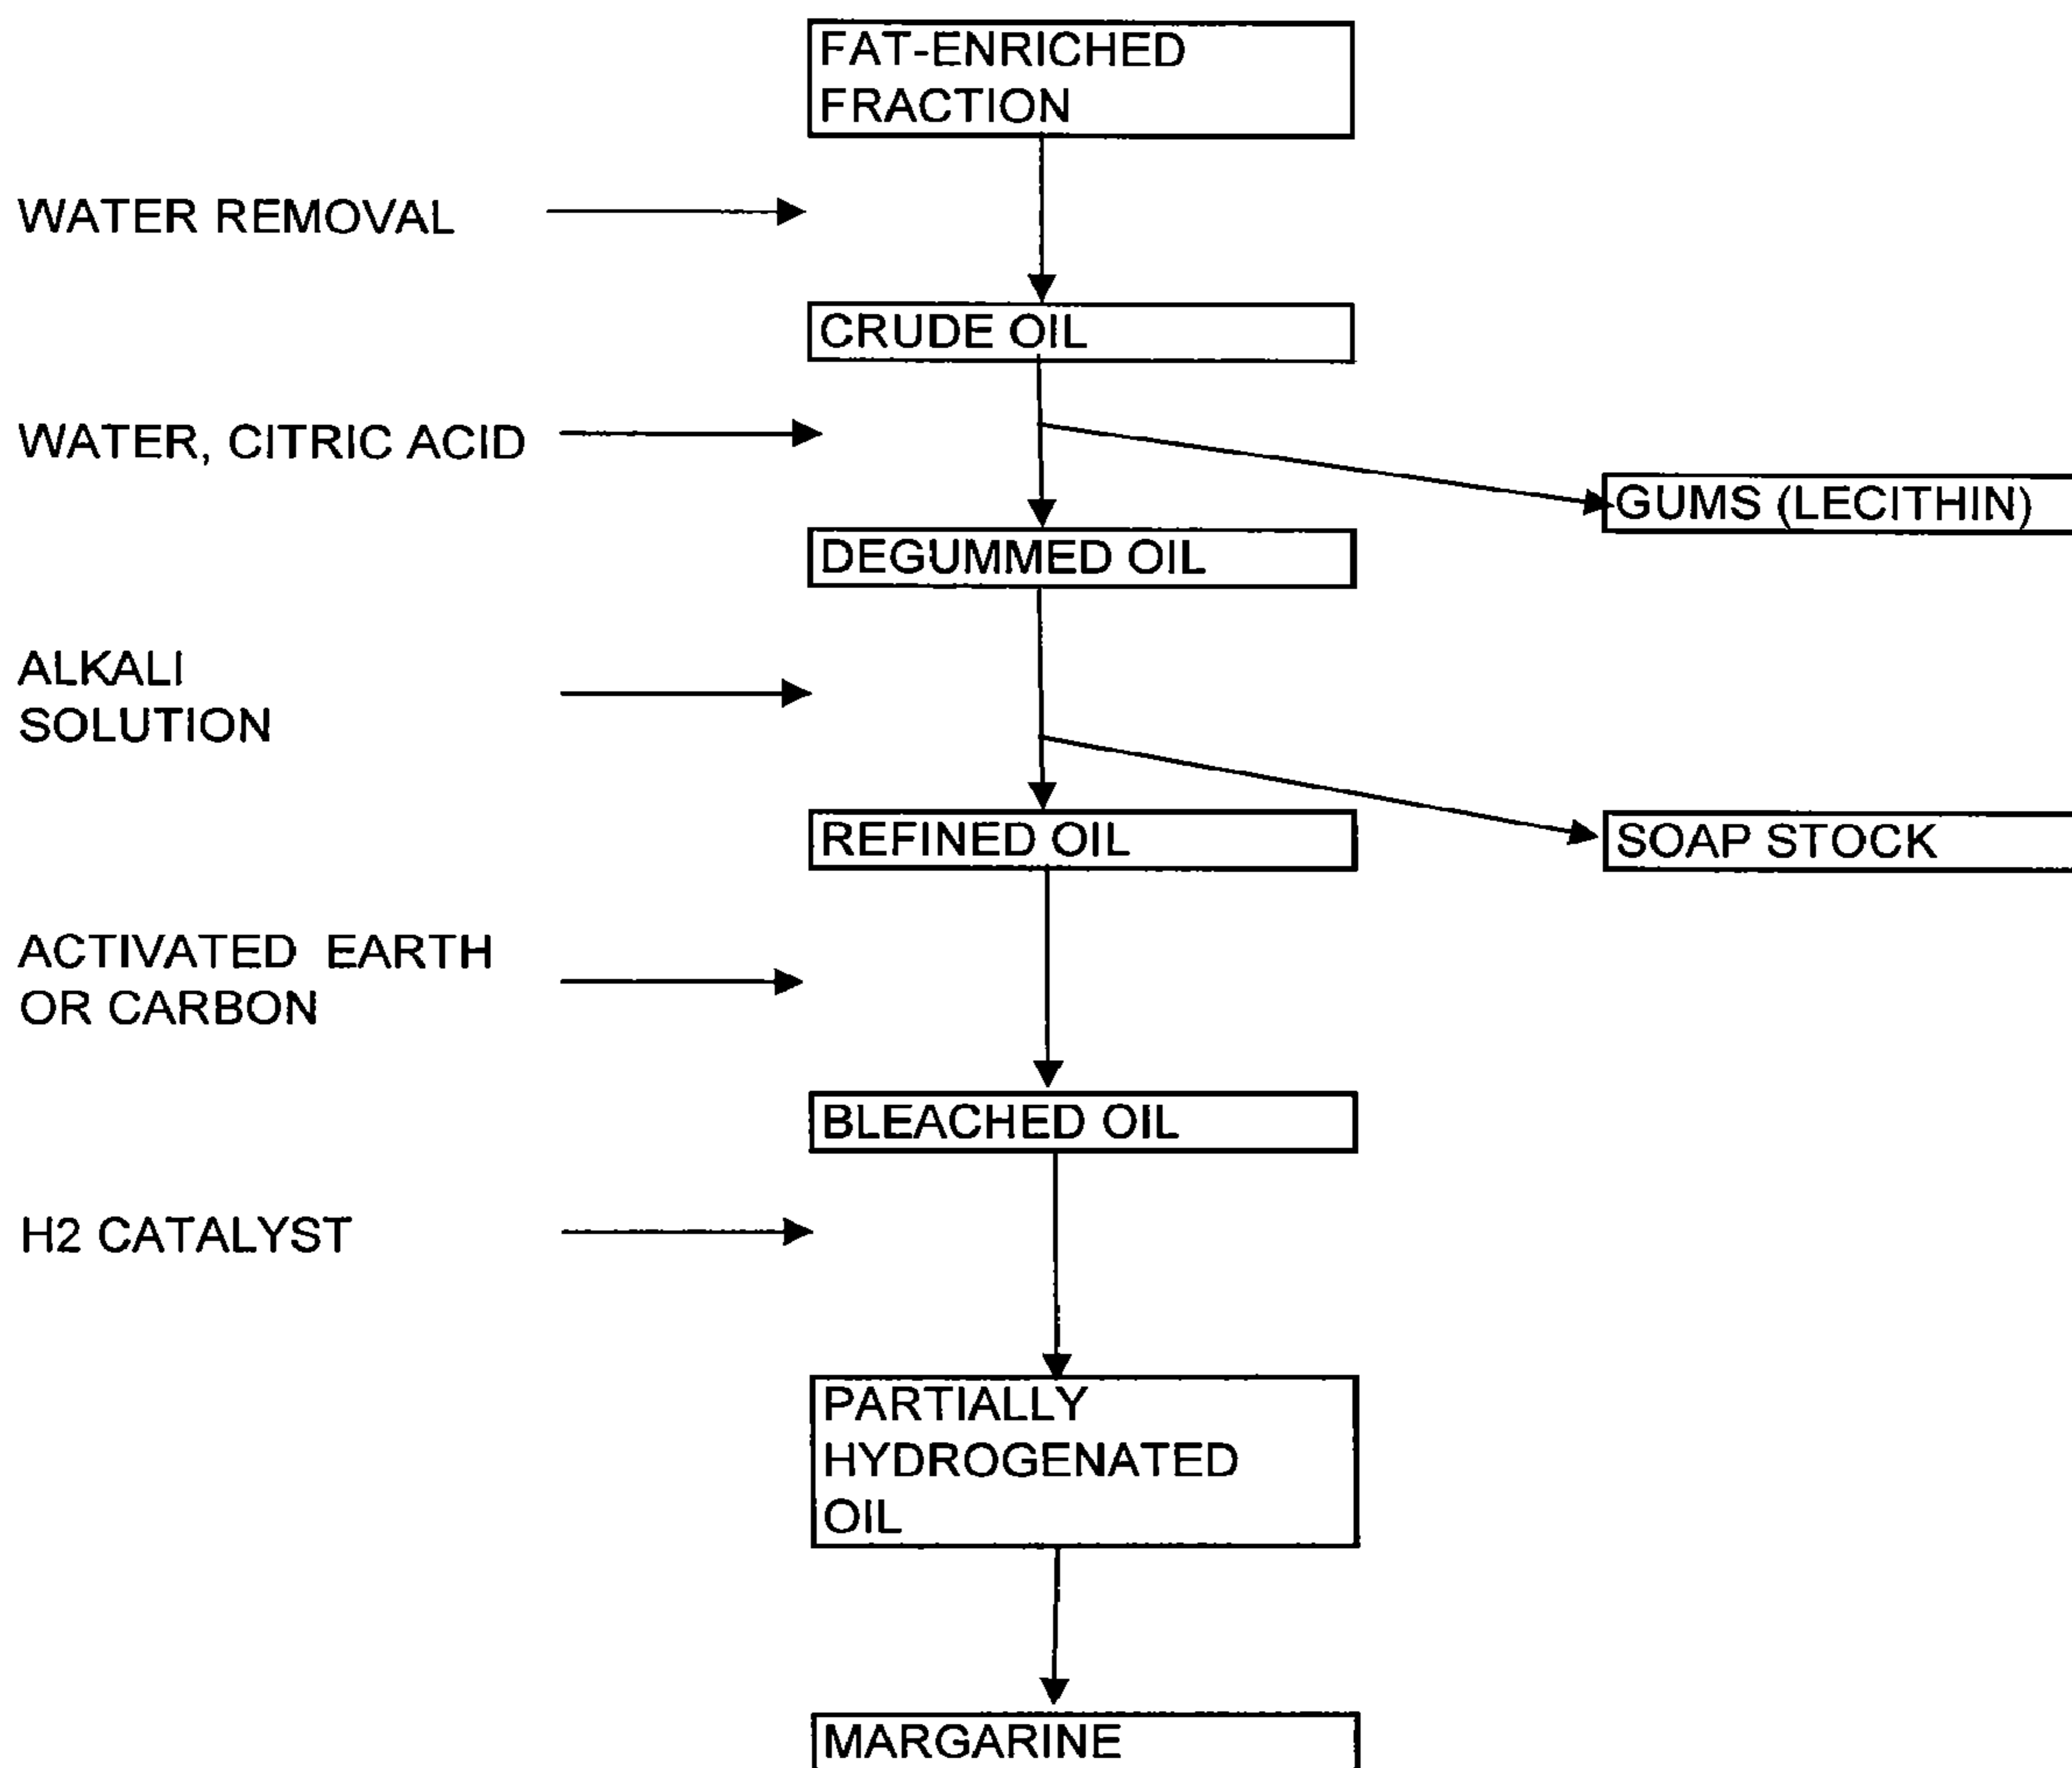 FAT-ENRICHED
FRACTION
WATER REMOVAL
CRUDE OIL
WATER, CITRIC ACID
GUMS (LECITHIN)
DEGUMMED OIL
ALKALI
SOLUTION
REFINED OIL
SOAP STOCK
ACTIVATED EARTH
OR CARBON
BLEACHED OIL
H2 CATALYST
PARTIALLY
HYDROGENATED
OIL
MARGARINE